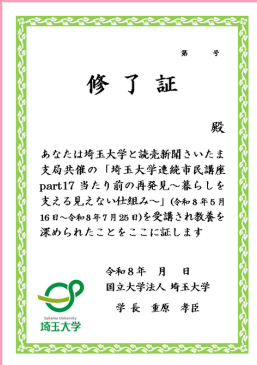 第　　号
修了証
殿
あなたは埼玉大学と読売新聞さいたま
支局共催の「埼玉大学連続市民講座
part17 当たり前の再発見～暮らしを
支える見えない仕組み～」(令和8年5月
16日～令和8年7月25日)を受講され教養を
深められたことをここに証します
令和8年　月　日
国立大学法人 埼玉大学
学長　重原 孝臣
Saitama University
埼玉大学